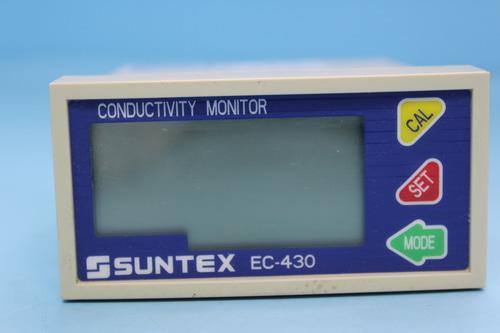 CONDUCTIVITY MONITOR
CAL
SET
MODE
SUNTEX EC-430